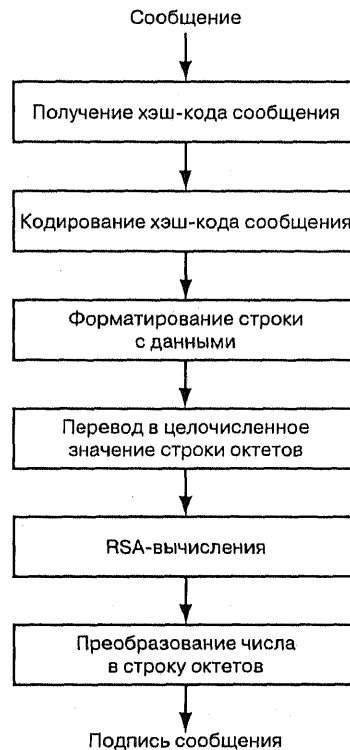 Сообщение
Получение хэш-кода сообщения
Кодирование хэш-кода сообщения
Форматирование строки
с данными
Перевод в целочисленное
значение строки октетов
RSA-вычисления
Преобразование числа
в строку октетов
Подпись сообщения